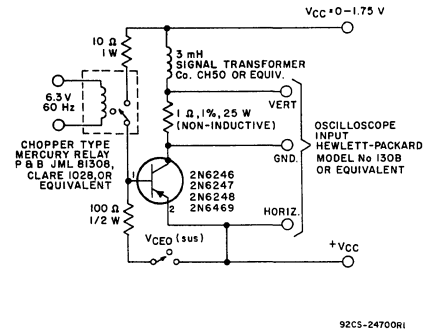 VCC = 0-1.75 V
10 Ω
1 W
3 mH
SIGNAL TRANSFORMER
Co. CH50 OR EQUIV.
VERT
6.3 V
60 Hz
1 Ω, 1%, 25 W
(NON-INDUCTIVE)
OSCILLOSCOPE
INPUT
HEWLETT-PACKARD
MODEL No 130B
OR EQUIVALENT
GND.
CHOPPER TYPE
MERCURY RELAY
P & B JML 81308,
CLARE 1028, OR
EQUIVALENT
1
2N6246
2N6247
2N6248
2N6469
2
HORIZ.
100 Ω
1/2 W
VCEO (sus)
+VCC
92CS-24700RI